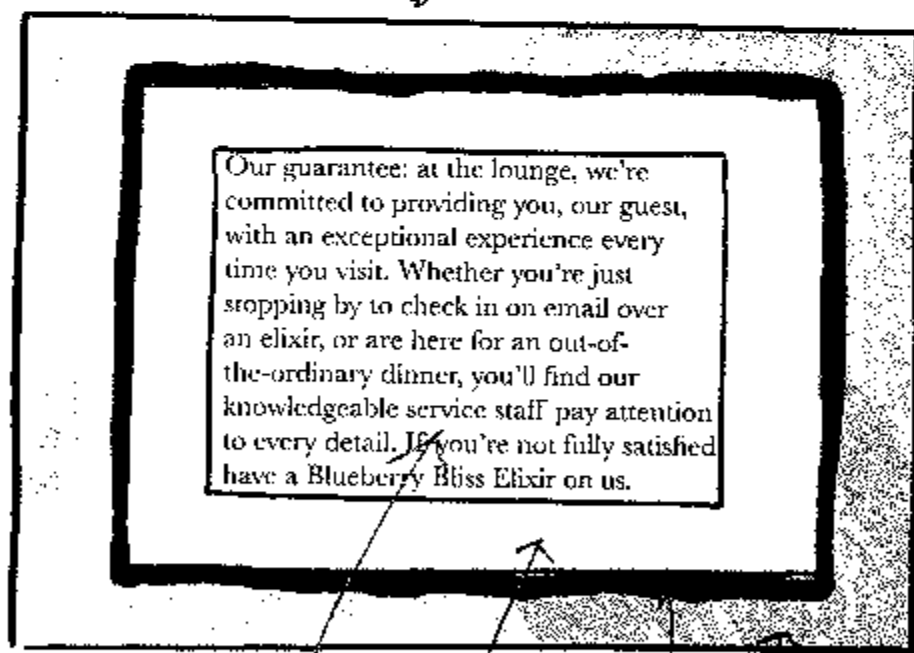 Our guarantee: at the lounge, we're
committed to providing you, our guest,
with an exceptional experience every
time you visit. Whether you're just
stopping by to check in on email over
an elixir, or are here for an out-of-
the-ordinary dinner, you'll find our
knowledgeable service staff pay attention
to every detail. If you're not fully satisfied
have a Blueberry Bliss Elixir on us.